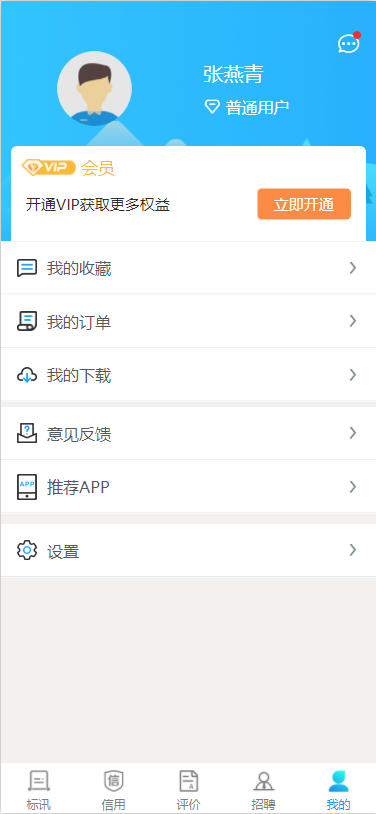 张燕青
普通用户
VIP 会员
开通VIP获取更多权益
立即开通
我的收藏
我的订单
我的下载
意见反馈
APP
推荐APP
设置
信
标讯
信用
评价
招聘
我的